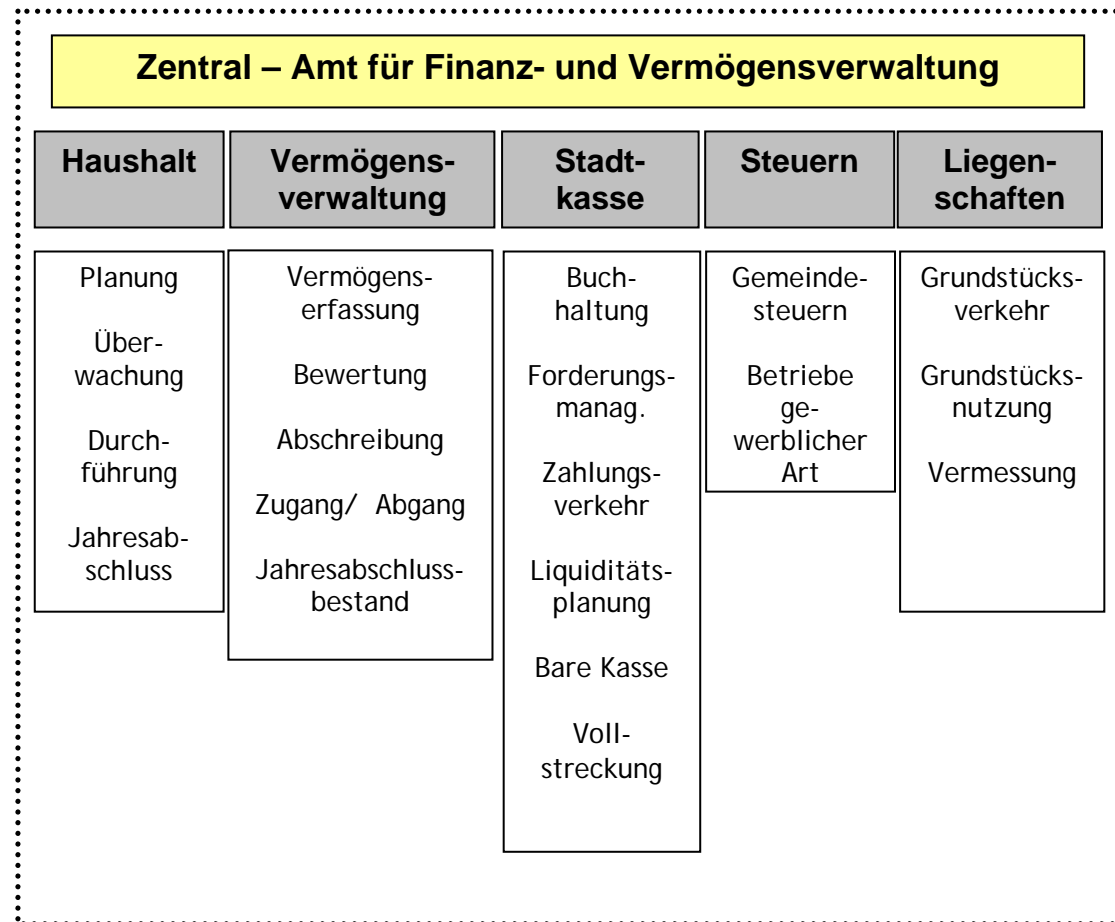 Zentral – Amt für Finanz- und Vermögensverwaltung
Haushalt
Planung
Über-
wachung
Durch-
führung
Jahresab-
schluss
Vermögens-
verwaltung
Vermögens-
erfassung
Bewertung
Abschreibung
Zugang/ Abgang
Jahresabschluss-
bestand
Stadt-
kasse
Buch-
haltung
Forderungs-
manag.
Zahlungs-
verkehr
Liquiditäts-
planung
Bare Kasse
Voll-
streckung
Steuern
Gemeinde-
steuern
Betriebe
ge-
werblicher
Art
Liegen-
schaften
Grundstücks-
verkehr
Grundstücks-
nutzung
Vermessung